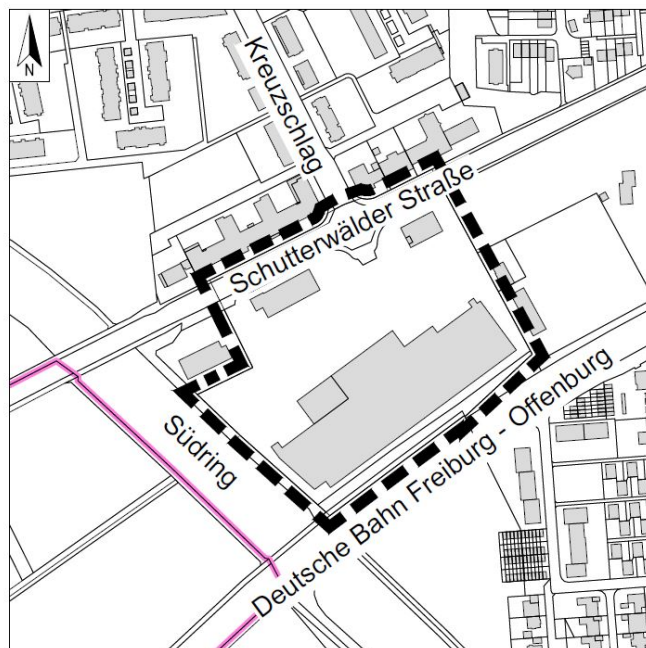 N
Kreuzschlag
Schutterwälder Straße
Südring
Deutsche Bahn Freiburg - Offenburg